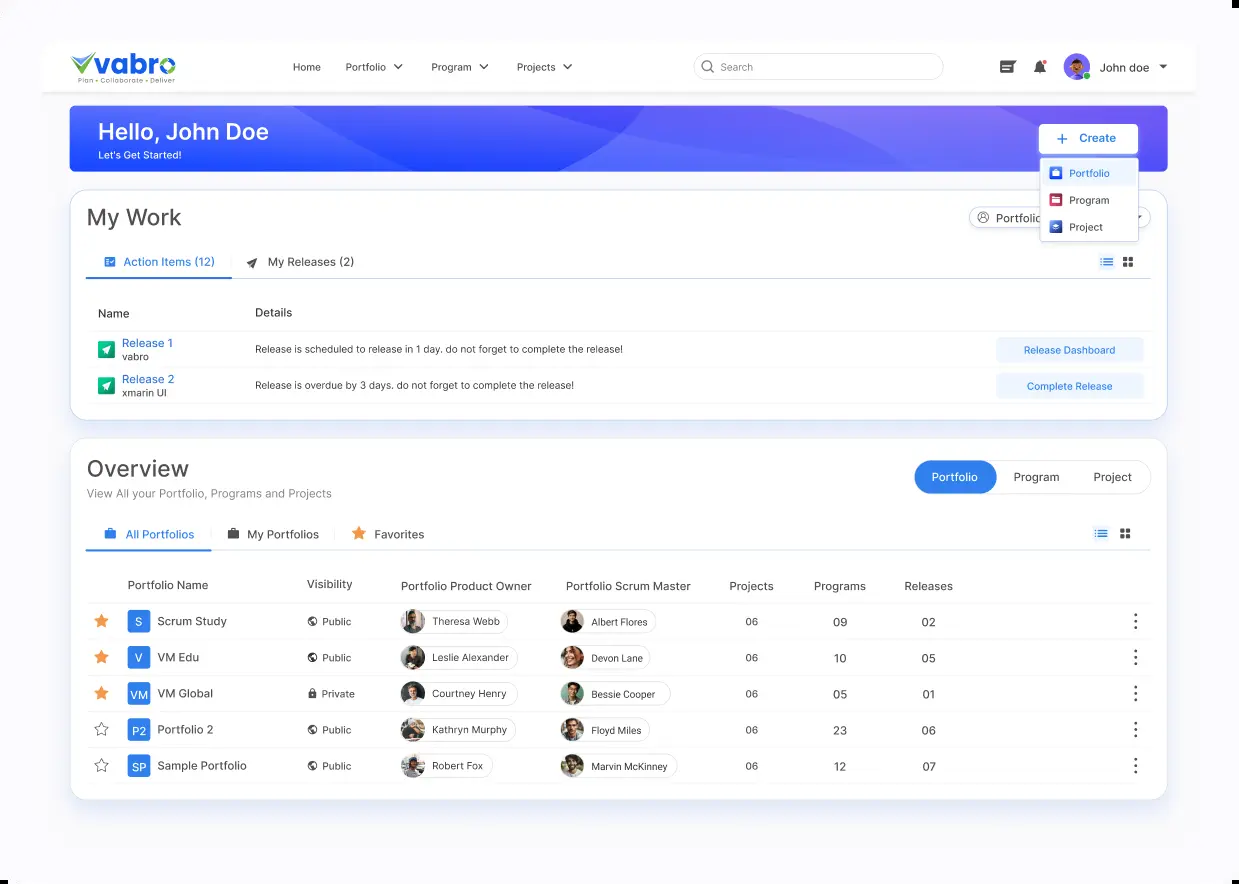 vabro
Plan • Collaborate • Deliver
Home Portfolio Program Projects Search John doe
Hello, John Doe
Let's Get Started!
Create
Portfolio
Program
Project
My Work
Portfolio
Action Items (12) My Releases (2)
Name Details
Release 1
vabro
Release is scheduled to release in 1 day. do not forget to complete the release!
Release Dashboard
Release 2
xmarin UI
Release is overdue by 3 days. do not forget to complete the release!
Complete Release
Overview
View All your Portfolio, Programs and Projects
Portfolio Program Project
All Portfolios My Portfolios Favorites
Portfolio Name Visibility Portfolio Product Owner Portfolio Scrum Master Projects Programs Releases
S Scrum Study Public Theresa Webb Albert Flores 06 09 02
V VM Edu Public Leslie Alexander Devon Lane 06 10 05
VM VM Global Private Courtney Henry Bessie Cooper 06 05 01
P2 Portfolio 2 Public Kathryn Murphy Floyd Miles 06 23 06
SP Sample Portfolio Public Robert Fox Marvin McKinney 06 12 07